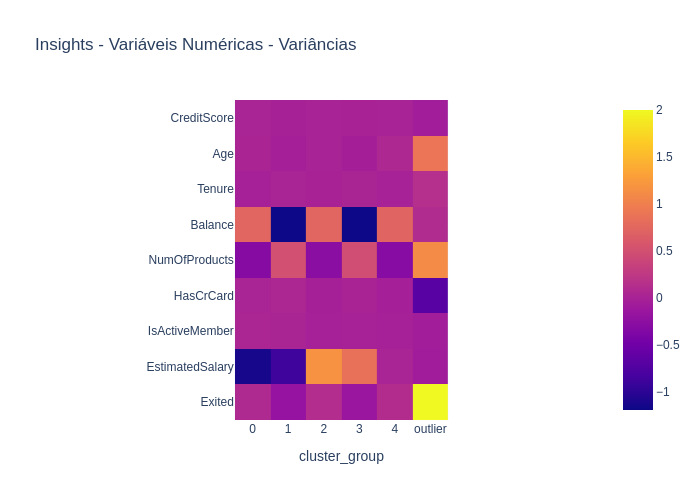 Insights - Variáveis Numéricas - Variâncias
CreditScore
Age
Tenure
Balance
NumOfProducts
HasCrCard
IsActiveMember
EstimatedSalary
Exited
0 1 2 3 4 outlier
cluster_group
2
1.5
1
0.5
0
−0.5
−1